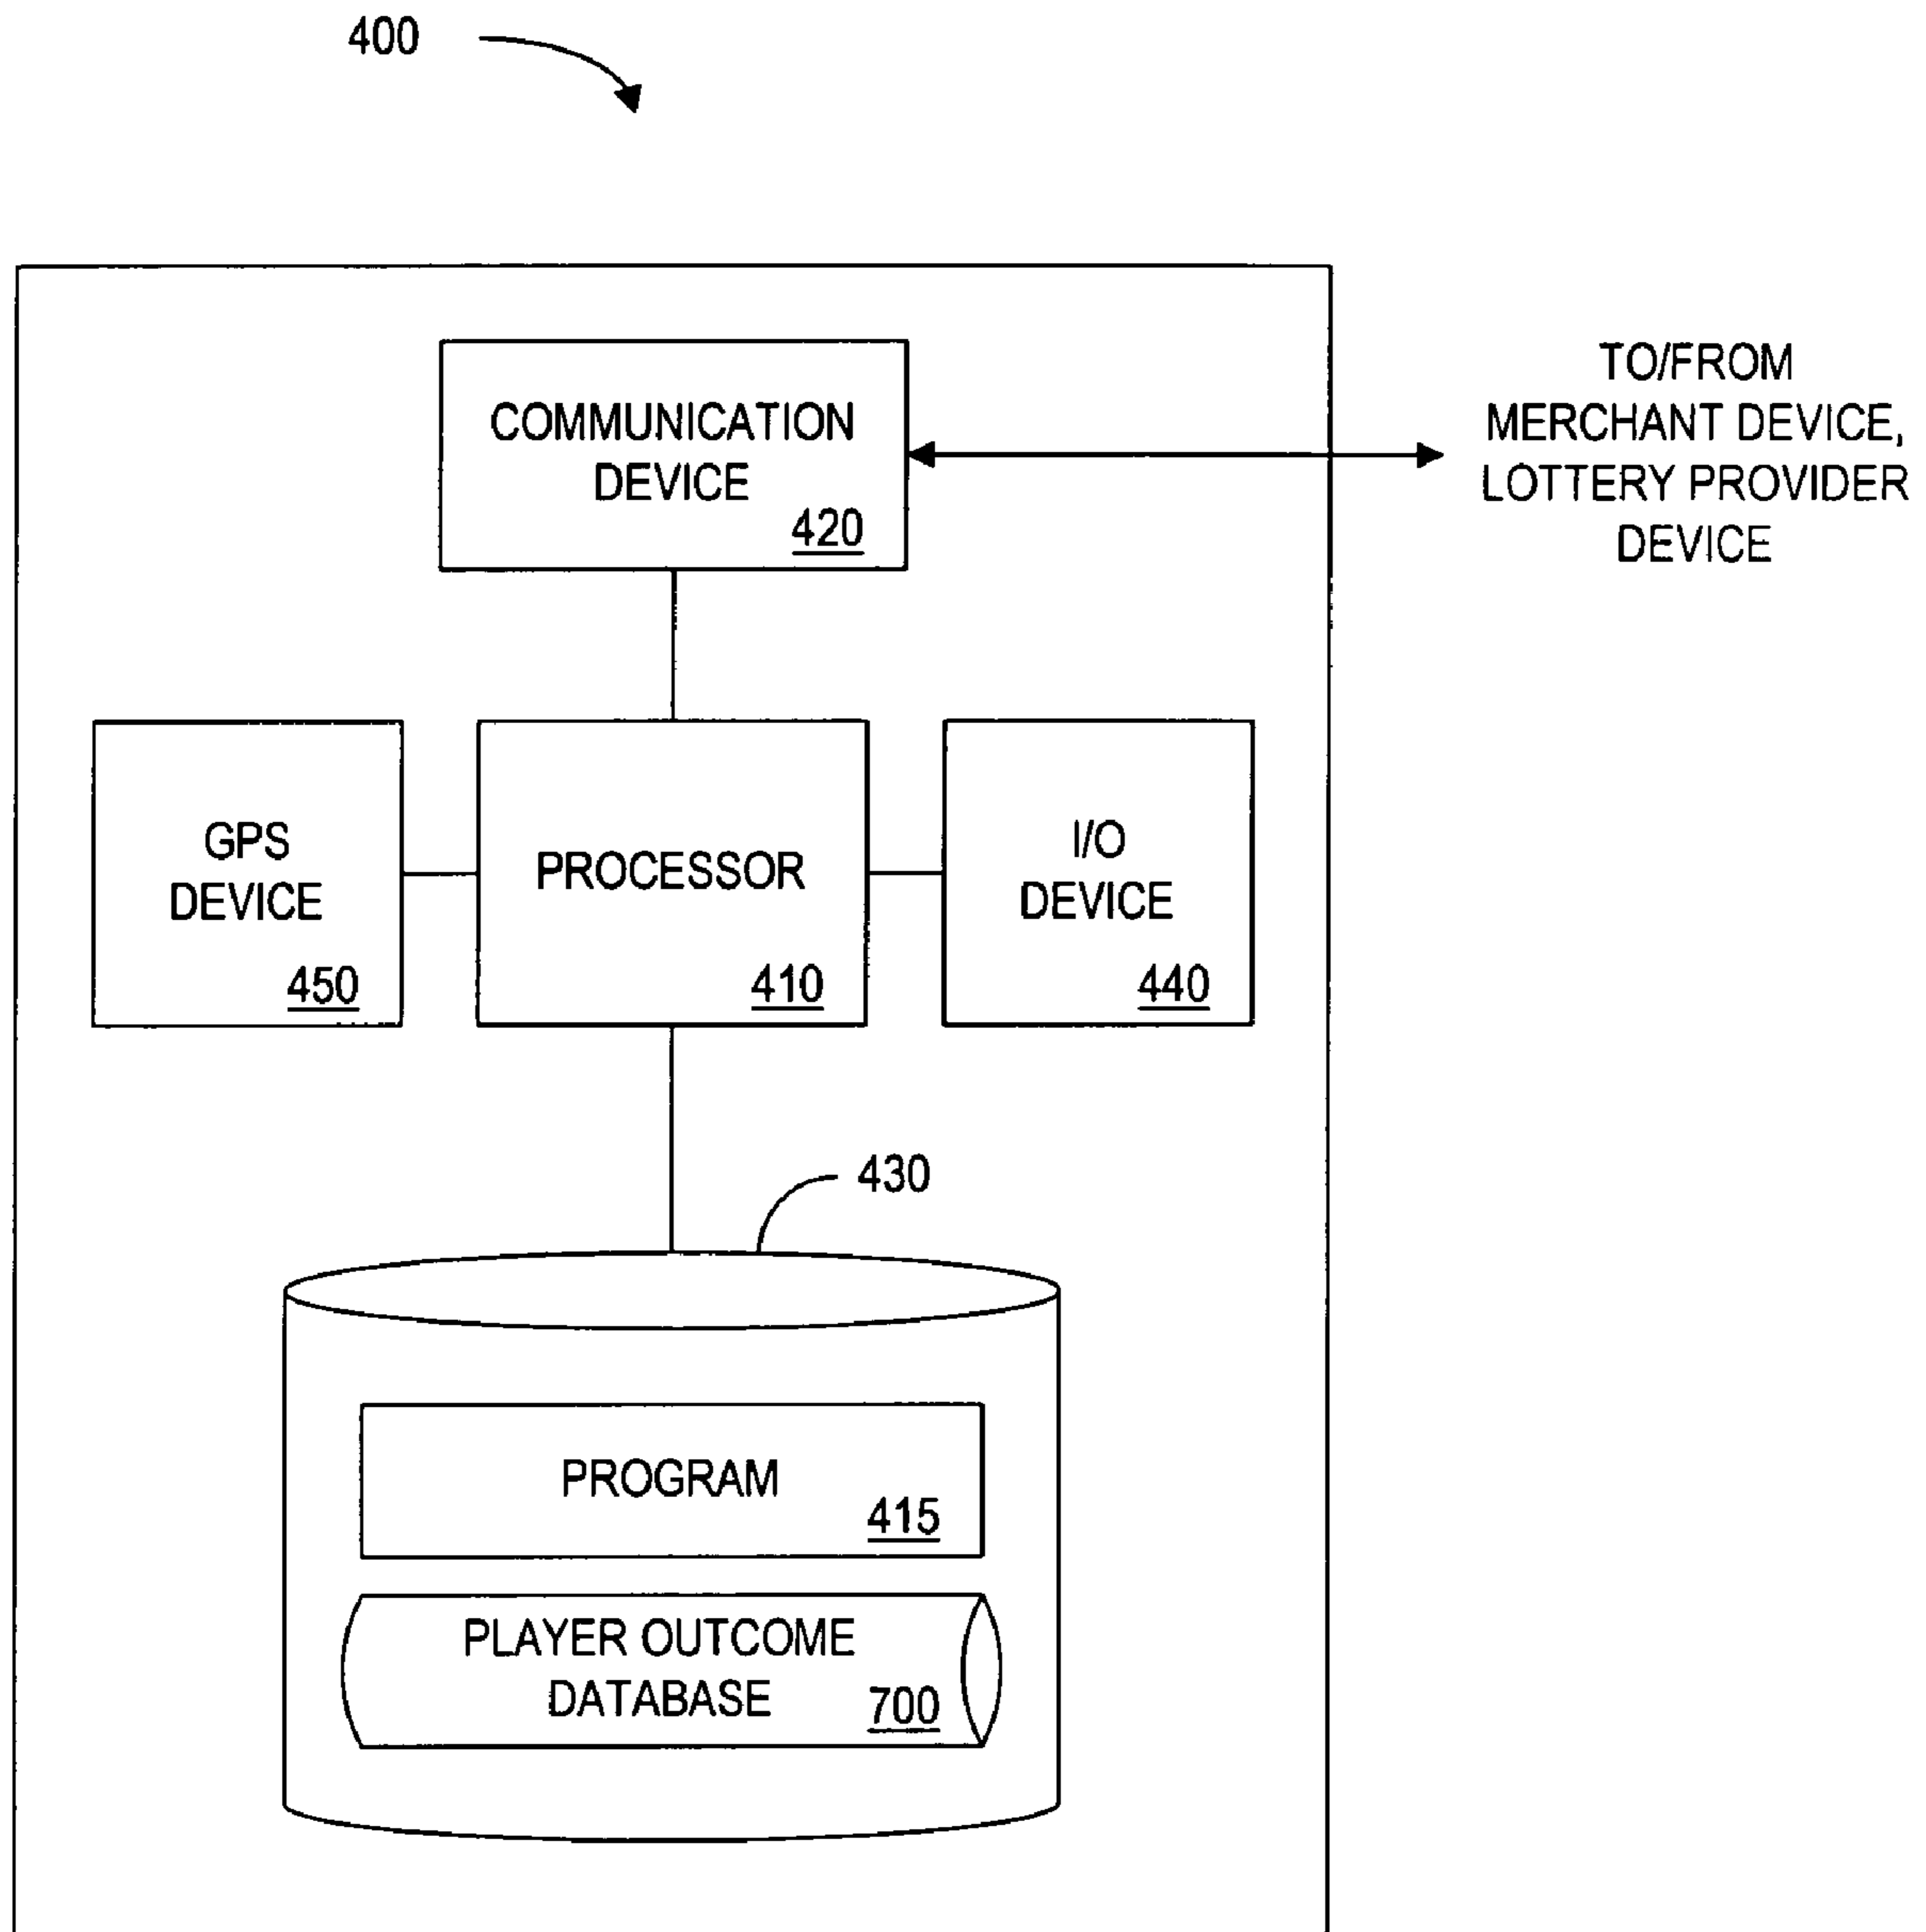 400
TO/FROM
MERCHANT DEVICE,
LOTTERY PROVIDER
DEVICE
COMMUNICATION
DEVICE
420
GPS
DEVICE
450
PROCESSOR
410
I/O
DEVICE
440
430
PROGRAM
415
PLAYER OUTCOME
DATABASE
700